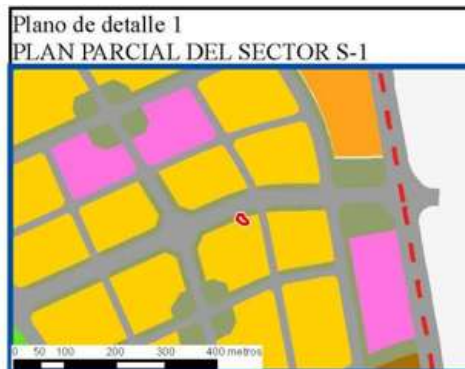 Plano de detalle 1
PLAN PARCIAL DEL SECTOR S-1
0 50 100 200 300 400 metros